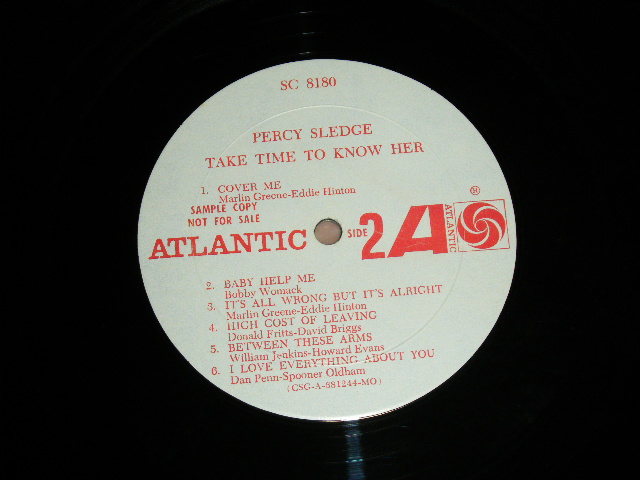 SC 8180
PERCY SLEDGE
TAKE TIME TO KNOW HER
1. COVER ME
Marlin Greene-Eddie Hinton
SAMPLE COPY
NOT FOR SALE
ATLANTIC SIDE 2 A ATLANTIC ®
2. BABY HELP ME
Bobby Womack
3. IT'S ALL WRONG BUT IT'S ALRIGHT
Marlin Greene-Eddie Hinton
4. HIGH COST OF LEAVING
Donald Fritts-David Briggs
5. BETWEEN THESE ARMS
William Jenkins-Howard Evans
6. I LOVE EVERYTHING ABOUT YOU
Dan Penn-Spooner Oldham
(CSG-A-681244-MO)